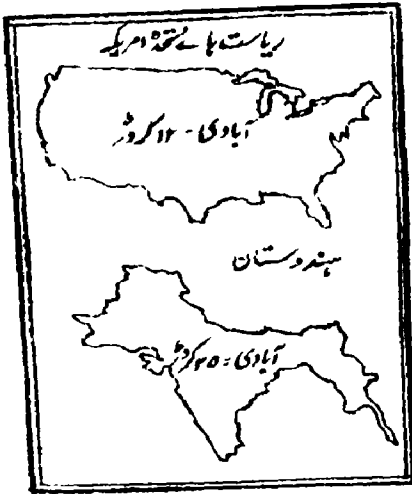 ریاست ہائے متحدہ امریکہ
آبادی - ۱۲ کروڑ
ہندوستان
آبادی = ۳۵ کروڑ